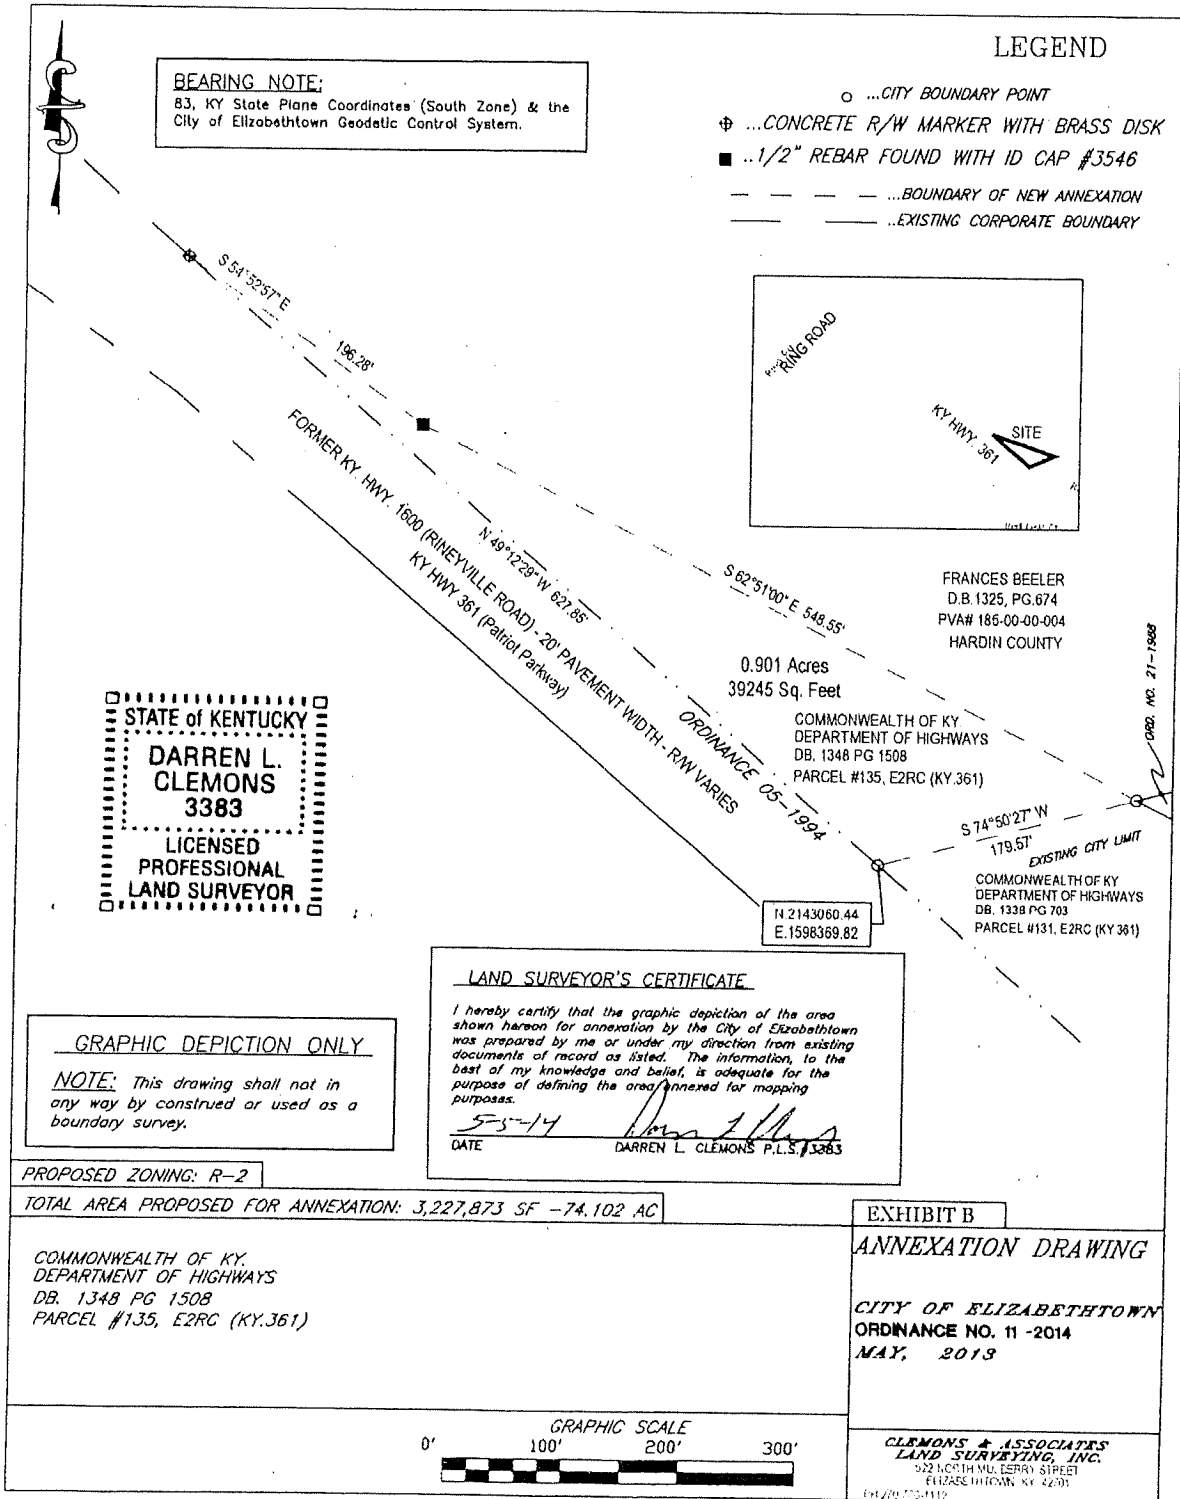 LEGEND
BEARING NOTE:
83, KY State Plane Coordinates (South Zone) & the
City of Elizabethtown Geodetic Control System.
...CITY BOUNDARY POINT
...CONCRETE R/W MARKER WITH BRASS DISK
..1/2" REBAR FOUND WITH ID CAP #3546
...BOUNDARY OF NEW ANNEXATION
...EXISTING CORPORATE BOUNDARY
S 54°52'57" E
196.28'
RING ROAD
KY HWY. 361
SITE
FORMER KY. HWY. 1600 (RINEYVILLE ROAD) - 20' PAVEMENT WIDTH - R/W VARIES
KY HWY 361 (Patriot Parkway)
N 49°12'29" W 627.85'
S 62°51'00" E 548.55'
FRANCES BEELER
D.B.1325, PG.674
PVA# 185-00-00-004
HARDIN COUNTY
ORD. NO. 21-1988
0.901 Acres
39245 Sq. Feet
ORDINANCE 05-1994
COMMONWEALTH OF KY.
DEPARTMENT OF HIGHWAYS
DB. 1348 PG 1508
PARCEL #135, E2RC (KY.361)
STATE of KENTUCKY
DARREN L.
CLEMONS
3383
LICENSED
PROFESSIONAL
LAND SURVEYOR
S 74°50'27" W
179.57'
EXISTING CITY LIMIT
COMMONWEALTH OF KY
DEPARTMENT OF HIGHWAYS
DB. 1338 PG 703
PARCEL #131, E2RC (KY 361)
N.2143060.44
E.1598369.82
LAND SURVEYOR'S CERTIFICATE
I hereby certify that the graphic depiction of the area
shown hereon for annexation by the City of Elizabethtown
was prepared by me or under my direction from existing
documents of record as listed. The information, to the
best of my knowledge and belief, is adequate for the
purpose of defining the area annexed for mapping
purposes.
5-5-14
DATE
DARREN L. CLEMONS P.L.S. 3383
GRAPHIC DEPICTION ONLY
NOTE: This drawing shall not in
any way by construed or used as a
boundary survey.
PROPOSED ZONING: R-2
TOTAL AREA PROPOSED FOR ANNEXATION: 3,227,873 SF -74.102 AC
COMMONWEALTH OF KY.
DEPARTMENT OF HIGHWAYS
DB. 1348 PG 1508
PARCEL #135, E2RC (KY.361)
EXHIBIT B
ANNEXATION DRAWING
CITY OF ELIZABETHTOWN
ORDINANCE NO. 11 -2014
MAY, 2013
GRAPHIC SCALE
0' 100' 200' 300'
CLEMONS & ASSOCIATES
LAND SURVEYING, INC.
ELIZABETHTOWN, KY. 42701